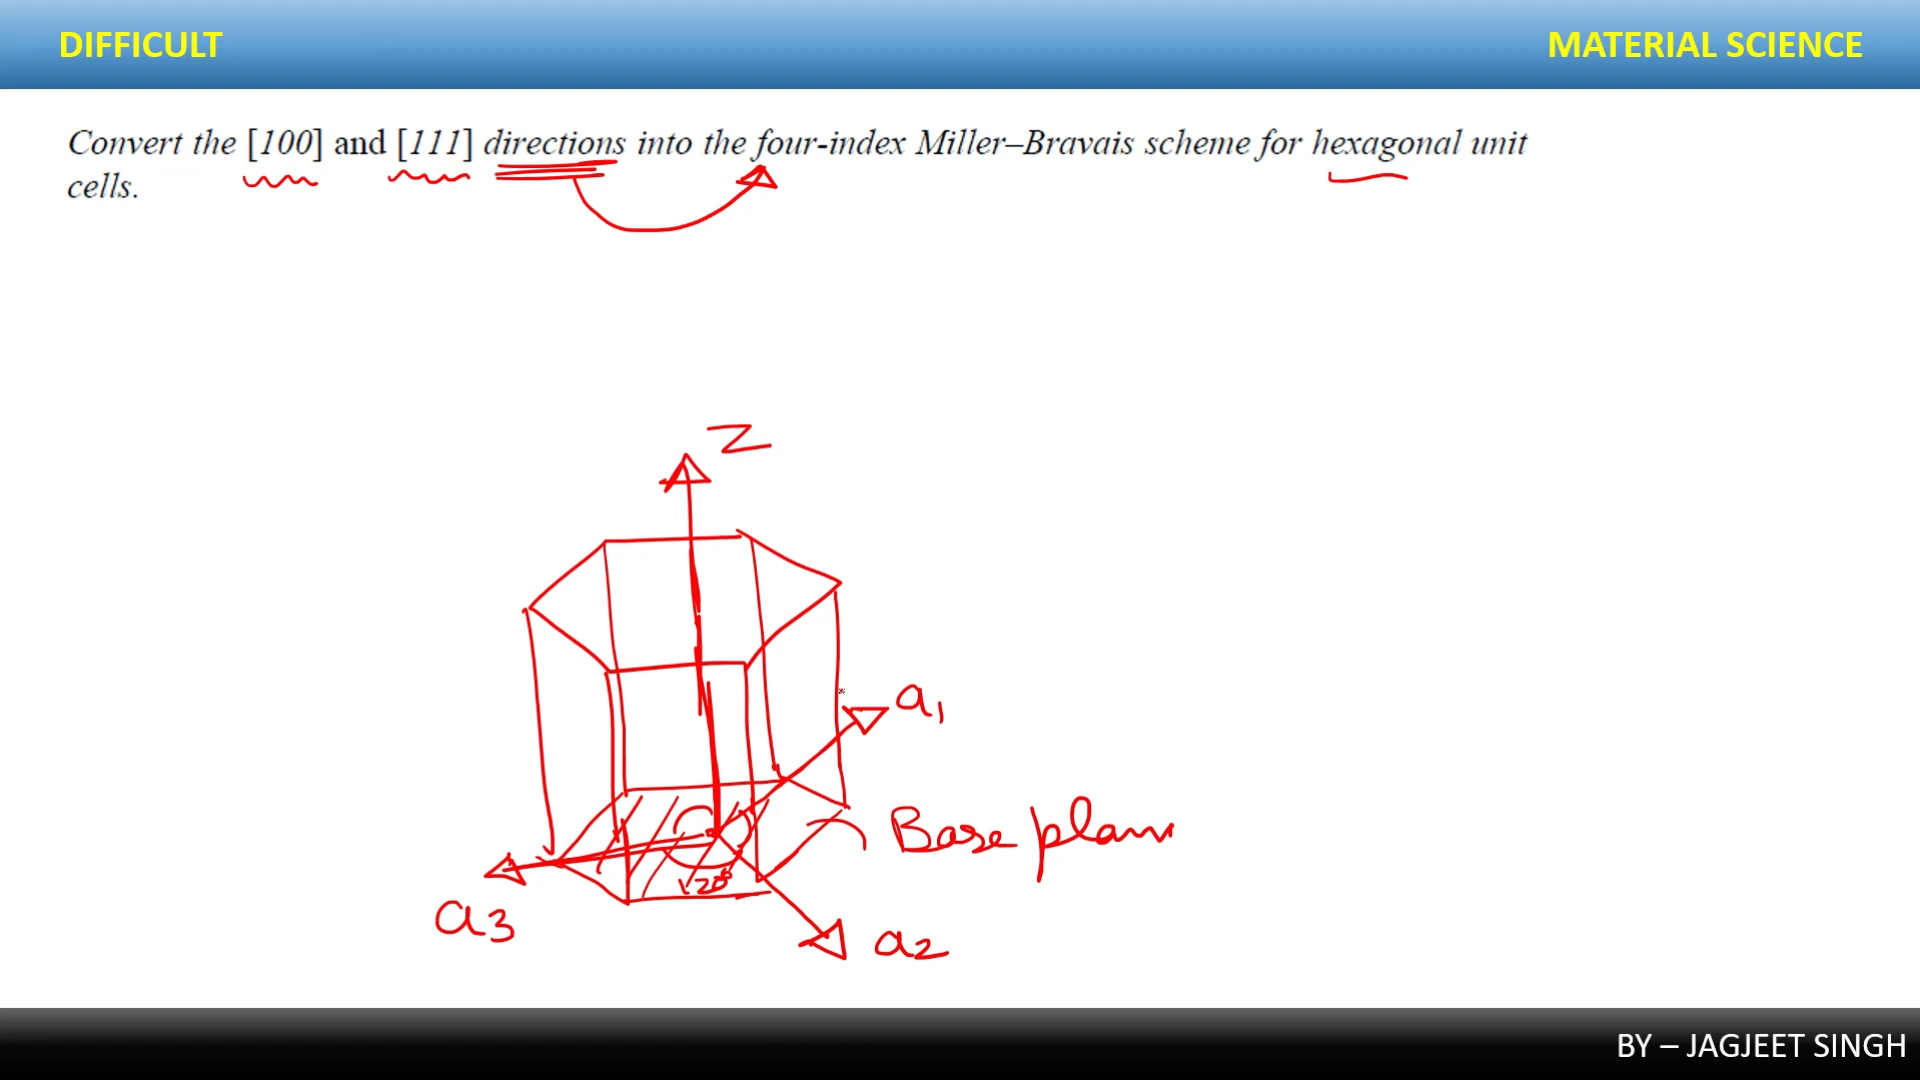 DIFFICULT
MATERIAL SCIENCE
Convert the [100] and [111] directions into the four-index Miller–Bravais scheme for hexagonal unit
cells.
Z
a1
Base plan
120°
a3
a2
BY – JAGJEET SINGH